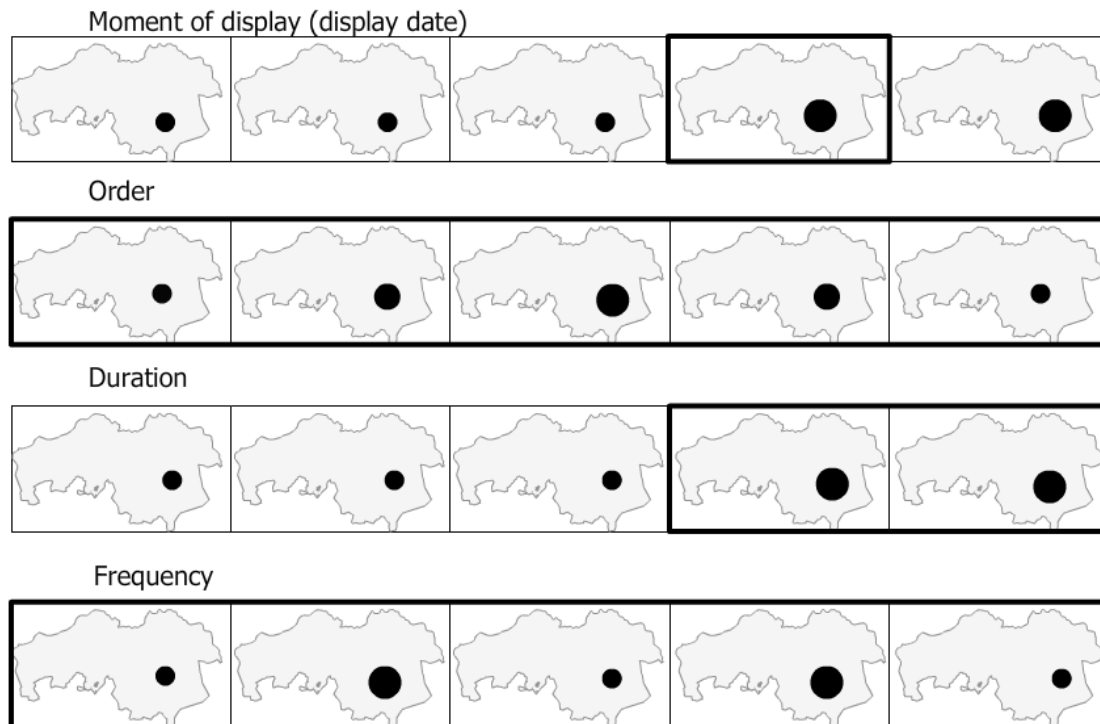 Moment of display (display date)
Order
Duration
Frequency